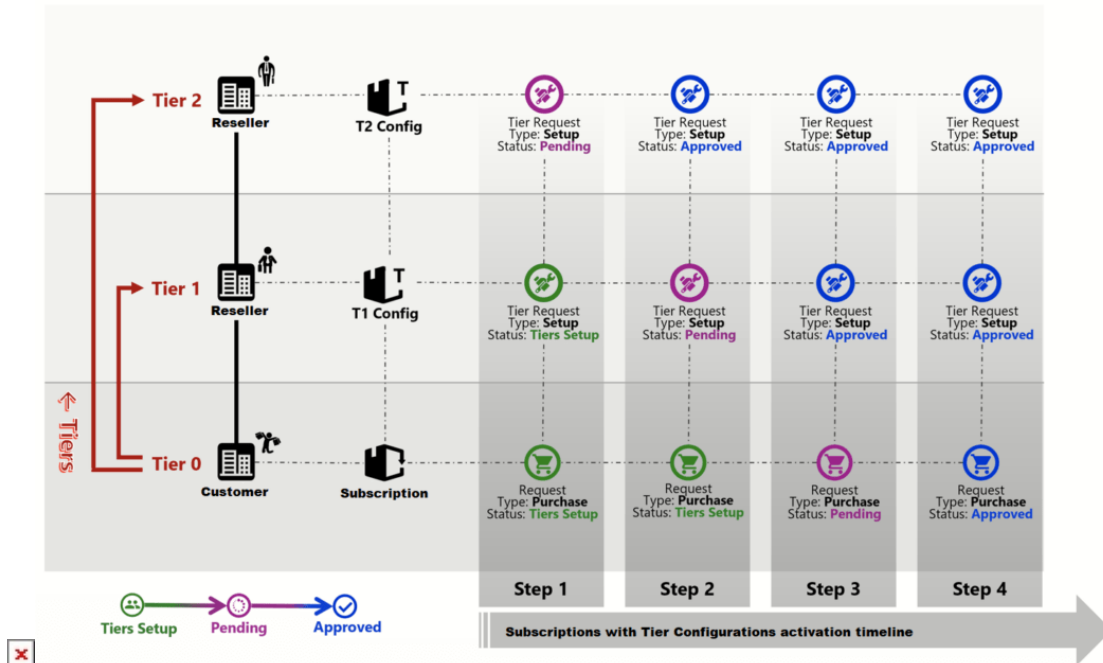 Tier 2
Reseller
T
T2 Config
Tier Request
Type: Setup
Status: Pending
Tier Request
Type: Setup
Status: Approved
Tier Request
Type: Setup
Status: Approved
Tier Request
Type: Setup
Status: Approved
Tier 1
Reseller
T
T1 Config
Tier Request
Type: Setup
Status: Tiers Setup
Tier Request
Type: Setup
Status: Pending
Tier Request
Type: Setup
Status: Approved
Tier Request
Type: Setup
Status: Approved
Tiers
Tier 0
Customer
Subscription
Request
Type: Purchase
Status: Tiers Setup
Request
Type: Purchase
Status: Tiers Setup
Request
Type: Purchase
Status: Pending
Request
Type: Purchase
Status: Approved
Step 1
Step 2
Step 3
Step 4
Tiers Setup
Pending
Approved
Subscriptions with Tier Configurations activation timeline